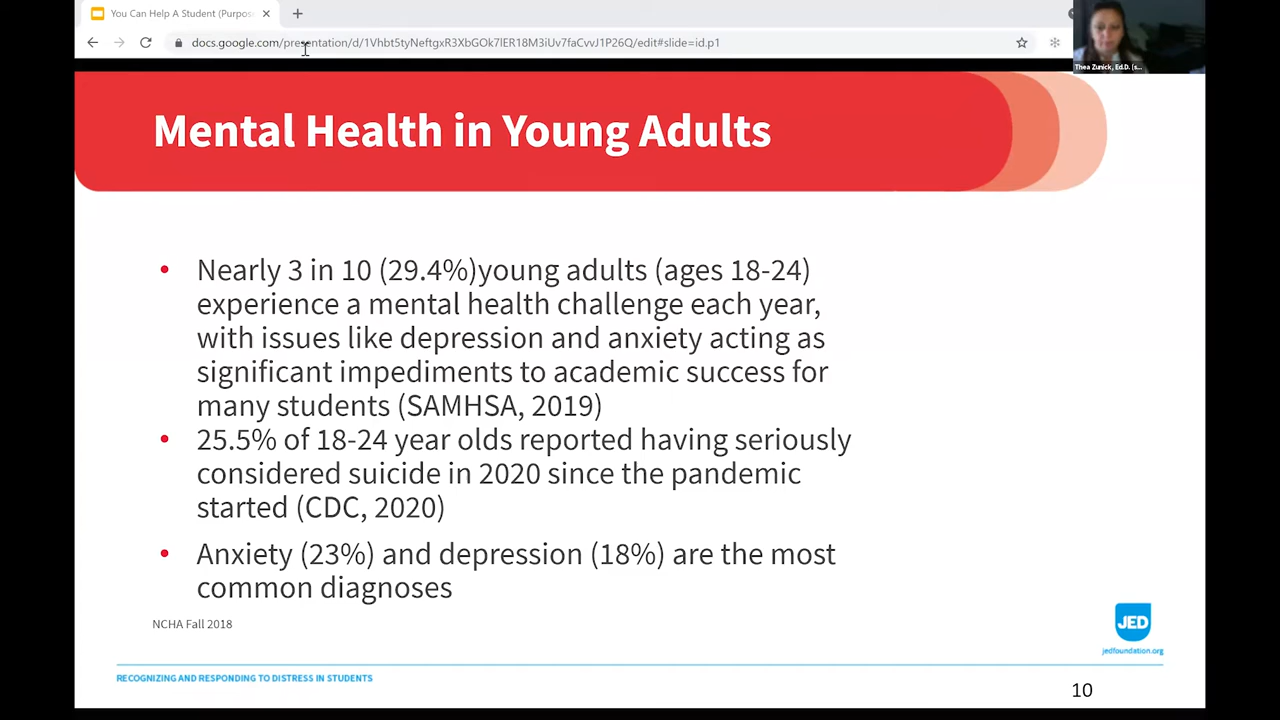 You Can Help A Student (Purpos
docs.google.com/presentation/d/1Vhbt5tyNeftgxR3XbGOk7lER18M3iUv7faCvvJ1P26Q/edit#slide=id.p1
Thea Zunick, Ed.D. (s...
Mental Health in Young Adults
• Nearly 3 in 10 (29.4%)young adults (ages 18-24)
experience a mental health challenge each year,
with issues like depression and anxiety acting as
significant impediments to academic success for
many students (SAMHSA, 2019)
• 25.5% of 18-24 year olds reported having seriously
considered suicide in 2020 since the pandemic
started (CDC, 2020)
• Anxiety (23%) and depression (18%) are the most
common diagnoses
NCHA Fall 2018
JED
jedfoundation.org
RECOGNIZING AND RESPONDING TO DISTRESS IN STUDENTS
10